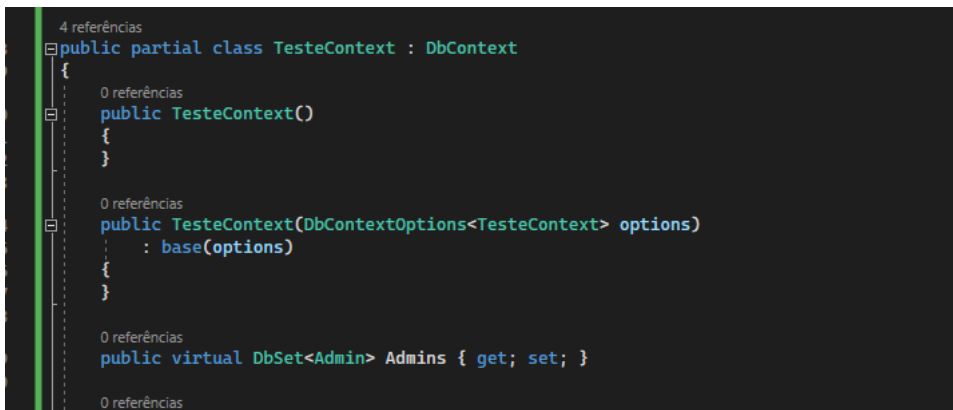 4 referências
public partial class TesteContext : DbContext
{
0 referências
public TesteContext()
{
}
0 referências
public TesteContext(DbContextOptions<TesteContext> options)
: base(options)
{
}
0 referências
public virtual DbSet<Admin> Admins { get; set; }
0 referências